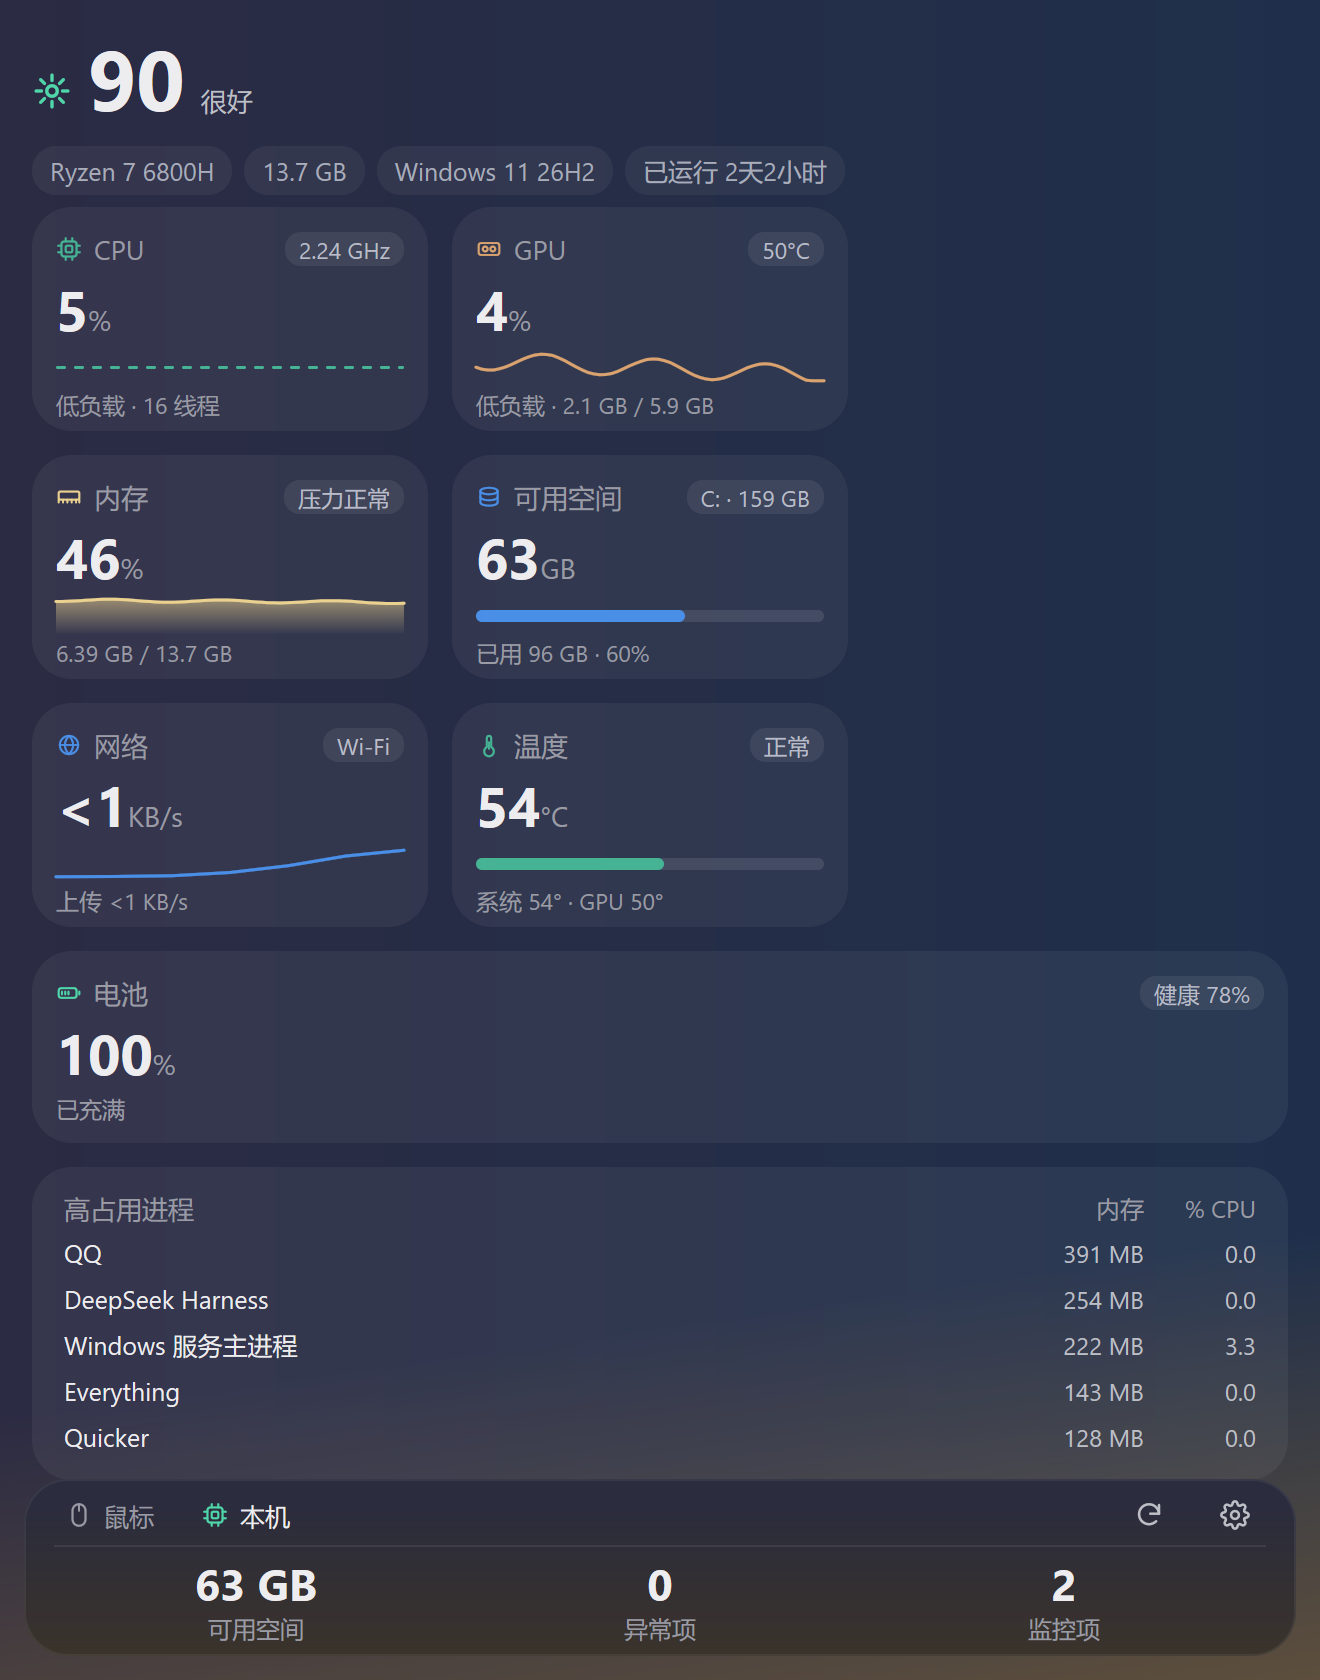 90 很好
Ryzen 7 6800H 13.7 GB Windows 11 26H2 已运行 2天2小时
CPU 2.24 GHz
5%
低负载 · 16 线程
GPU 50°C
4%
低负载 · 2.1 GB / 5.9 GB
内存 压力正常
46%
6.39 GB / 13.7 GB
可用空间 C: · 159 GB
63GB
已用 96 GB · 60%
网络 Wi-Fi
<1KB/s
上传 <1 KB/s
温度 正常
54°C
系统 54° · GPU 50°
电池 健康 78%
100%
已充满
高占用进程 内存 % CPU
QQ 391 MB 0.0
DeepSeek Harness 254 MB 0.0
Windows 服务主进程 222 MB 3.3
Everything 143 MB 0.0
Quicker 128 MB 0.0
鼠标 本机
63 GB 0 2
可用空间 异常项 监控项